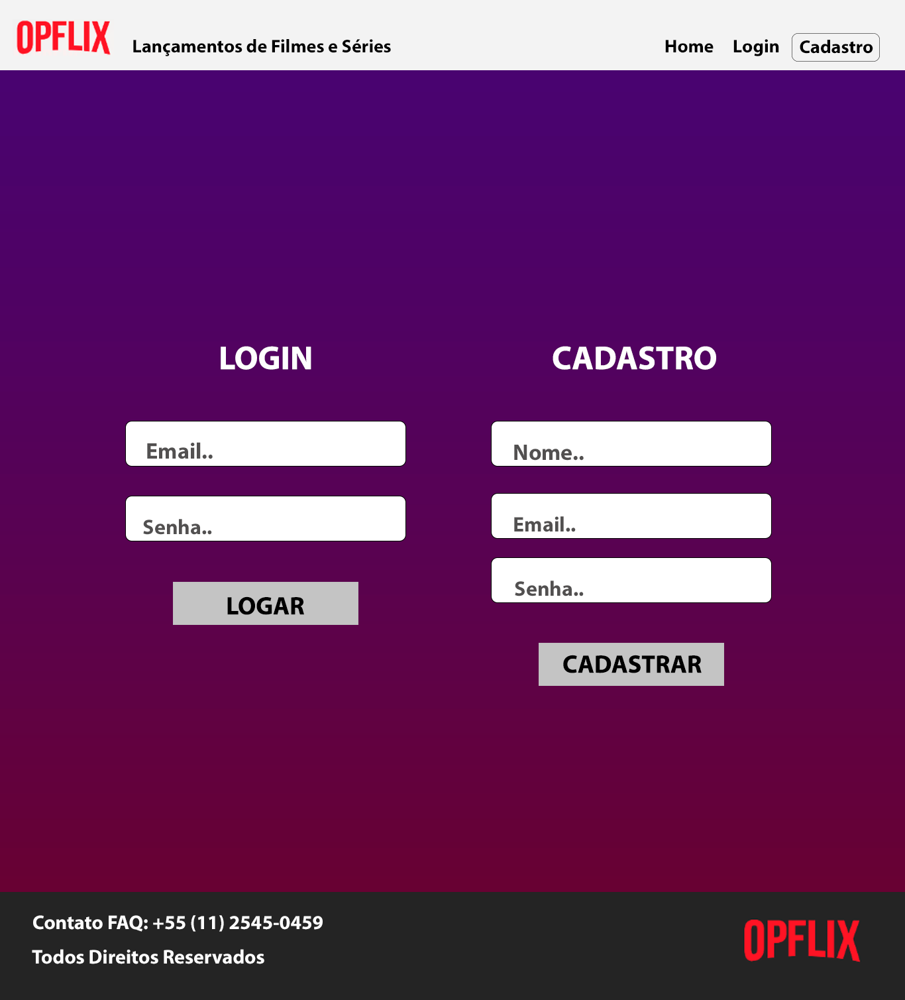 OPFLIX
Lançamentos de Filmes e Séries
Home
Login
Cadastro
LOGIN
Email..
Senha..
LOGAR
CADASTRO
Nome..
Email..
Senha..
CADASTRAR
Contato FAQ: +55 (11) 2545-0459
Todos Direitos Reservados
OPFLIX